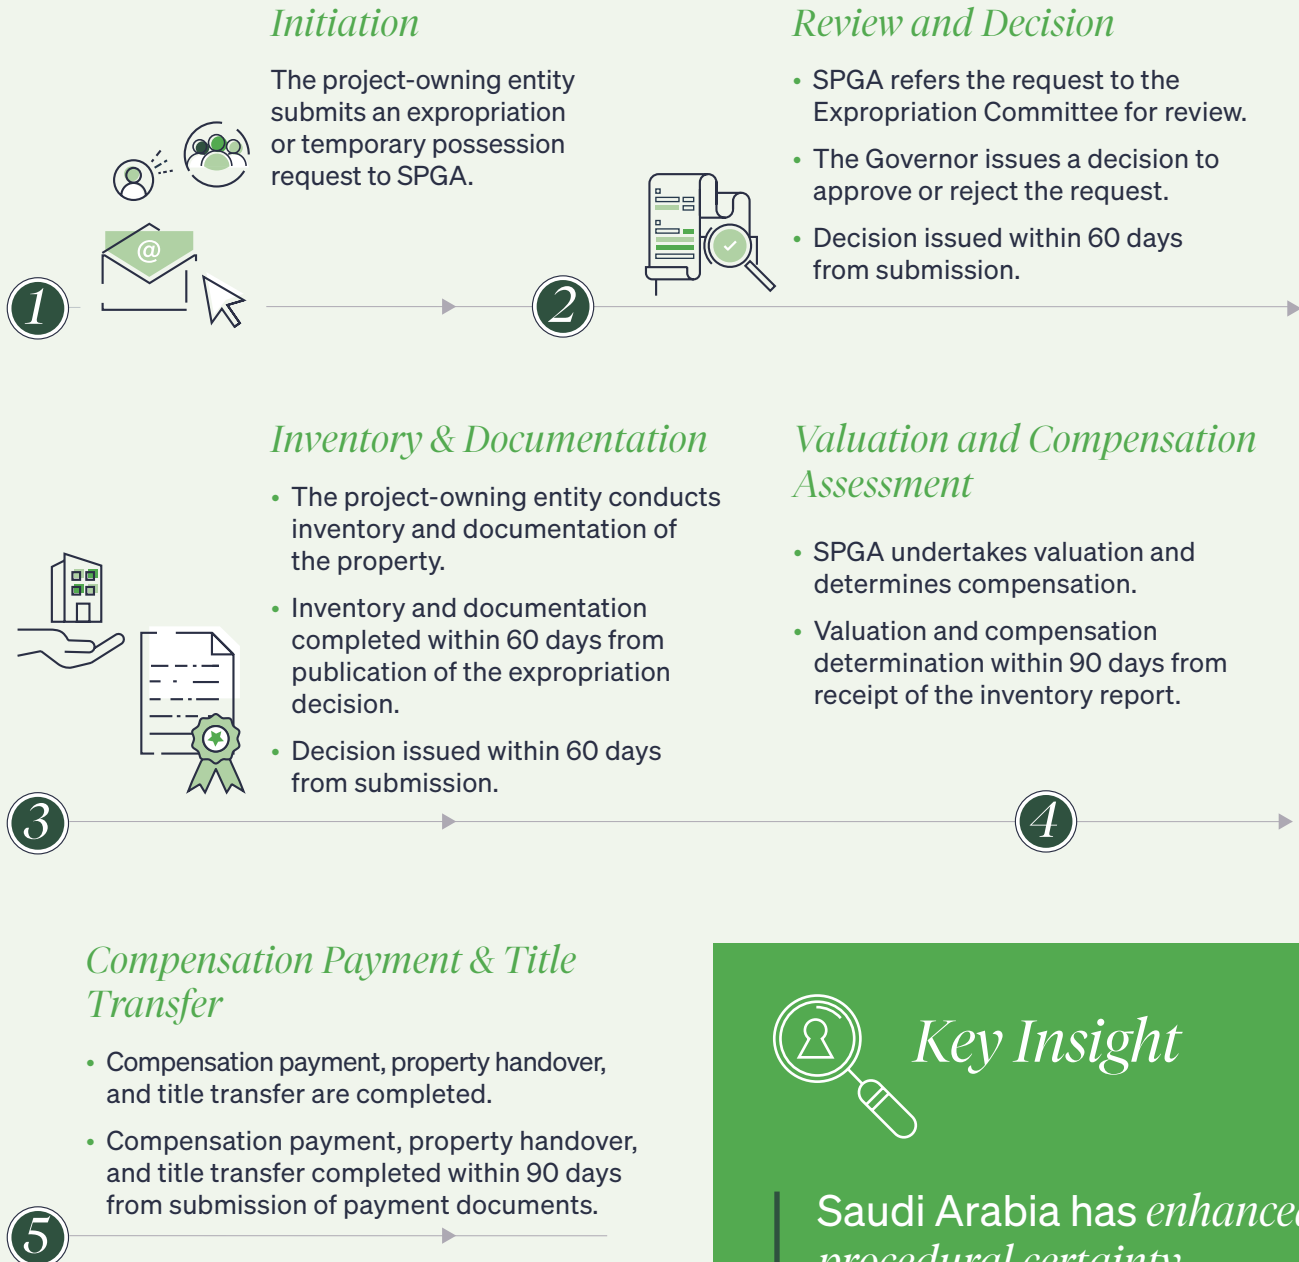 Initiation
The project-owning entity
submits an expropriation
or temporary possession
request to SPGA.
@
1
Review and Decision
• SPGA refers the request to the
Expropriation Committee for review.
• The Governor issues a decision to
approve or reject the request.
• Decision issued within 60 days
from submission.
2
Inventory & Documentation
• The project-owning entity conducts
inventory and documentation of
the property.
• Inventory and documentation
completed within 60 days from
publication of the expropriation
decision.
• Decision issued within 60 days
from submission.
3
Valuation and Compensation
Assessment
• SPGA undertakes valuation and
determines compensation.
• Valuation and compensation
determination within 90 days from
receipt of the inventory report.
4
Compensation Payment & Title
Transfer
• Compensation payment, property handover,
and title transfer are completed.
• Compensation payment, property handover,
and title transfer completed within 90 days
from submission of payment documents.
5
Key Insight
Saudi Arabia has enhanced
procedural certainty